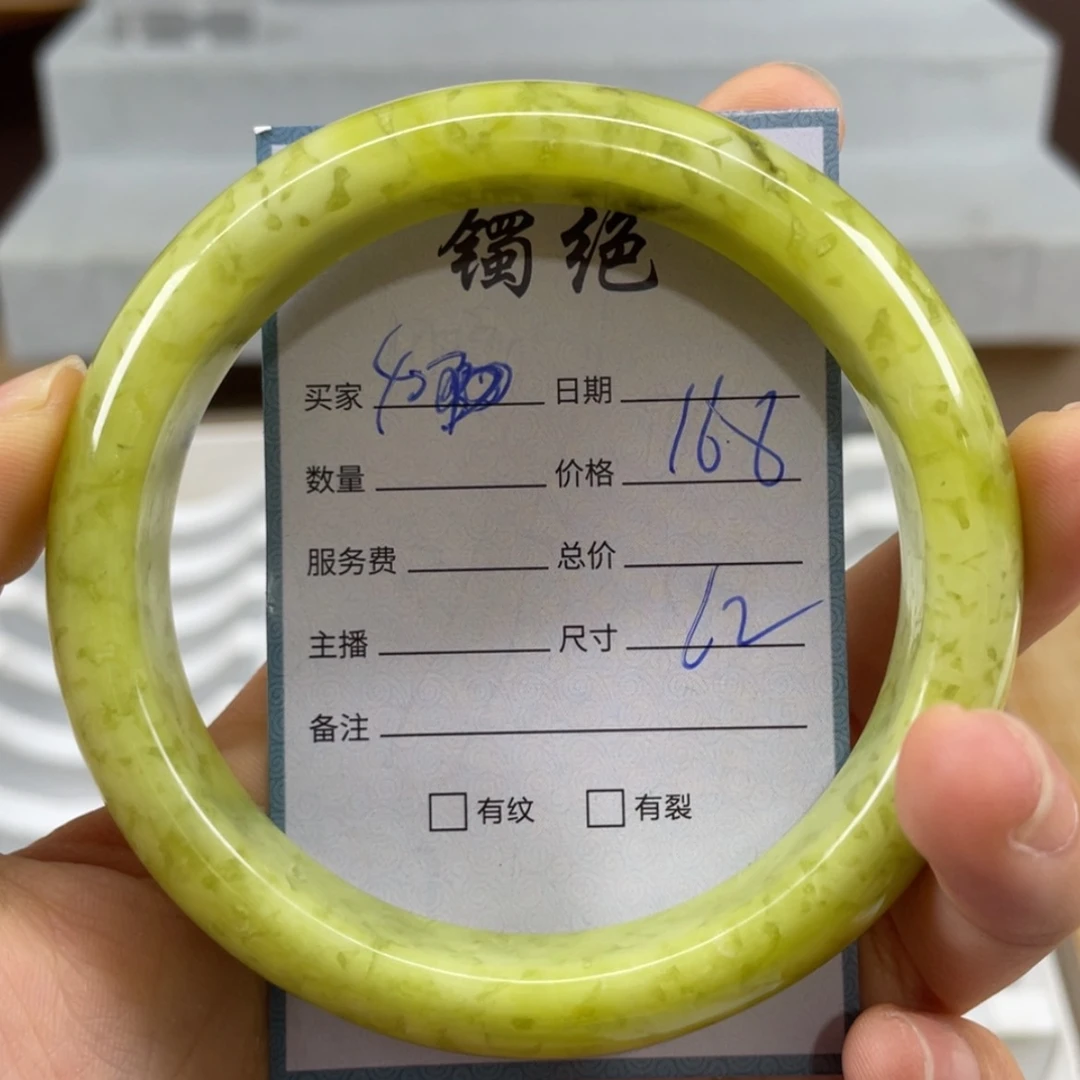 镯绝
买家 日期
数量 价格 168
服务费 总价
主播 尺寸 62
备注
有纹 有裂